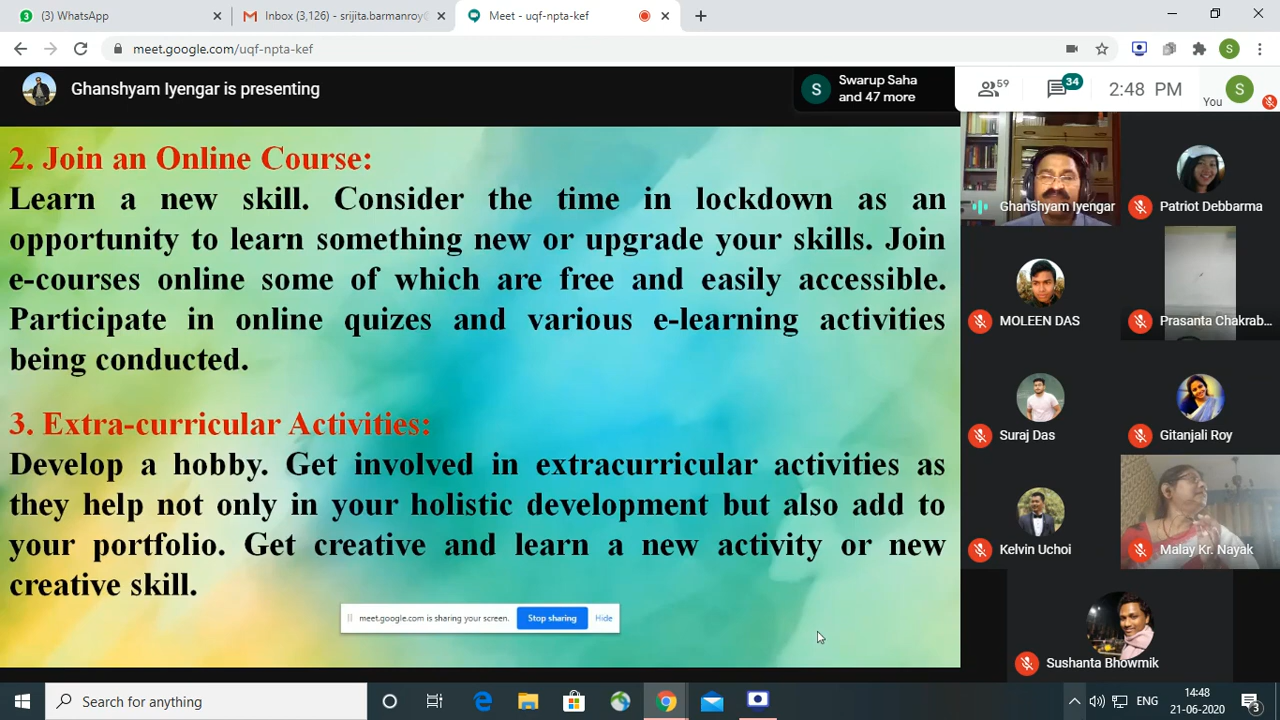 (3) WhatsApp
Inbox (3,126) - srijita.barmanroy
Meet - uqf-npta-kef
meet.google.com/uqf-npta-kef
S
Ghanshyam Iyengar is presenting
S
Swarup Saha
and 47 more
59
34
2:48 PM
You
S
2. Join an Online Course:
Learn a new skill. Consider the time in lockdown as an
opportunity to learn something new or upgrade your skills. Join
e-courses online some of which are free and easily accessible.
Participate in online quizes and various e-learning activities
being conducted.
3. Extra-curricular Activities:
Develop a hobby. Get involved in extracurricular activities as
they help not only in your holistic development but also add to
your portfolio. Get creative and learn a new activity or new
creative skill.
meet.google.com is sharing your screen.
Stop sharing
Hide
Ghanshyam Iyengar
Patriot Debbarma
MOLEEN DAS
Prasanta Chakrab...
Suraj Das
Gitanjali Roy
Kelvin Uchoi
Malay Kr. Nayak
Sushanta Bhowmik
Search for anything
ENG
14:48
21-06-2020
3